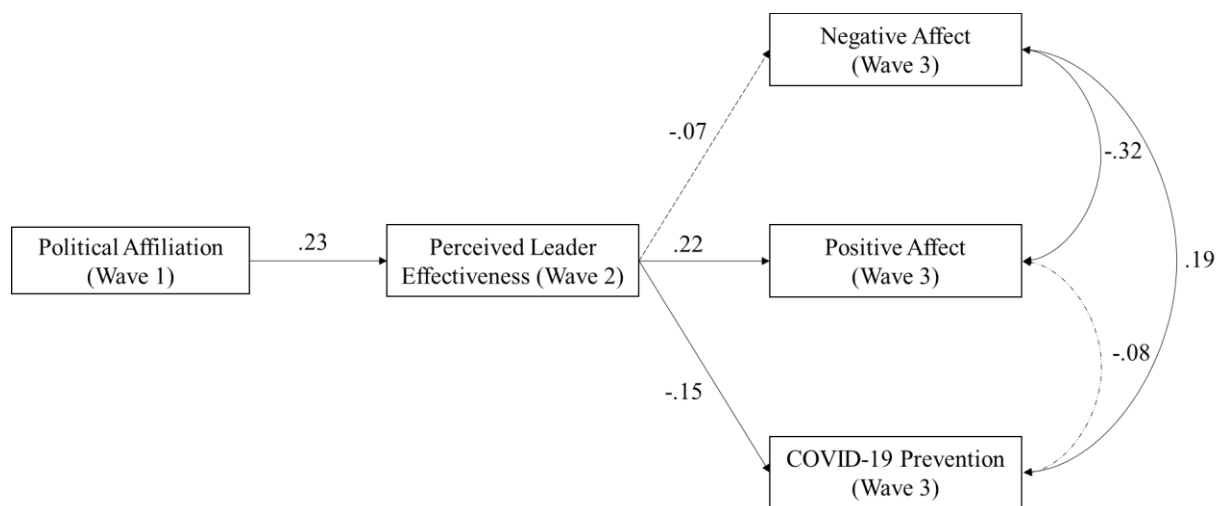 Negative Affect
(Wave 3)
-.07
-.32
Political Affiliation
(Wave 1)
.23
Perceived Leader
Effectiveness (Wave 2)
.22
Positive Affect
(Wave 3)
.19
-.08
-.15
COVID-19 Prevention
(Wave 3)